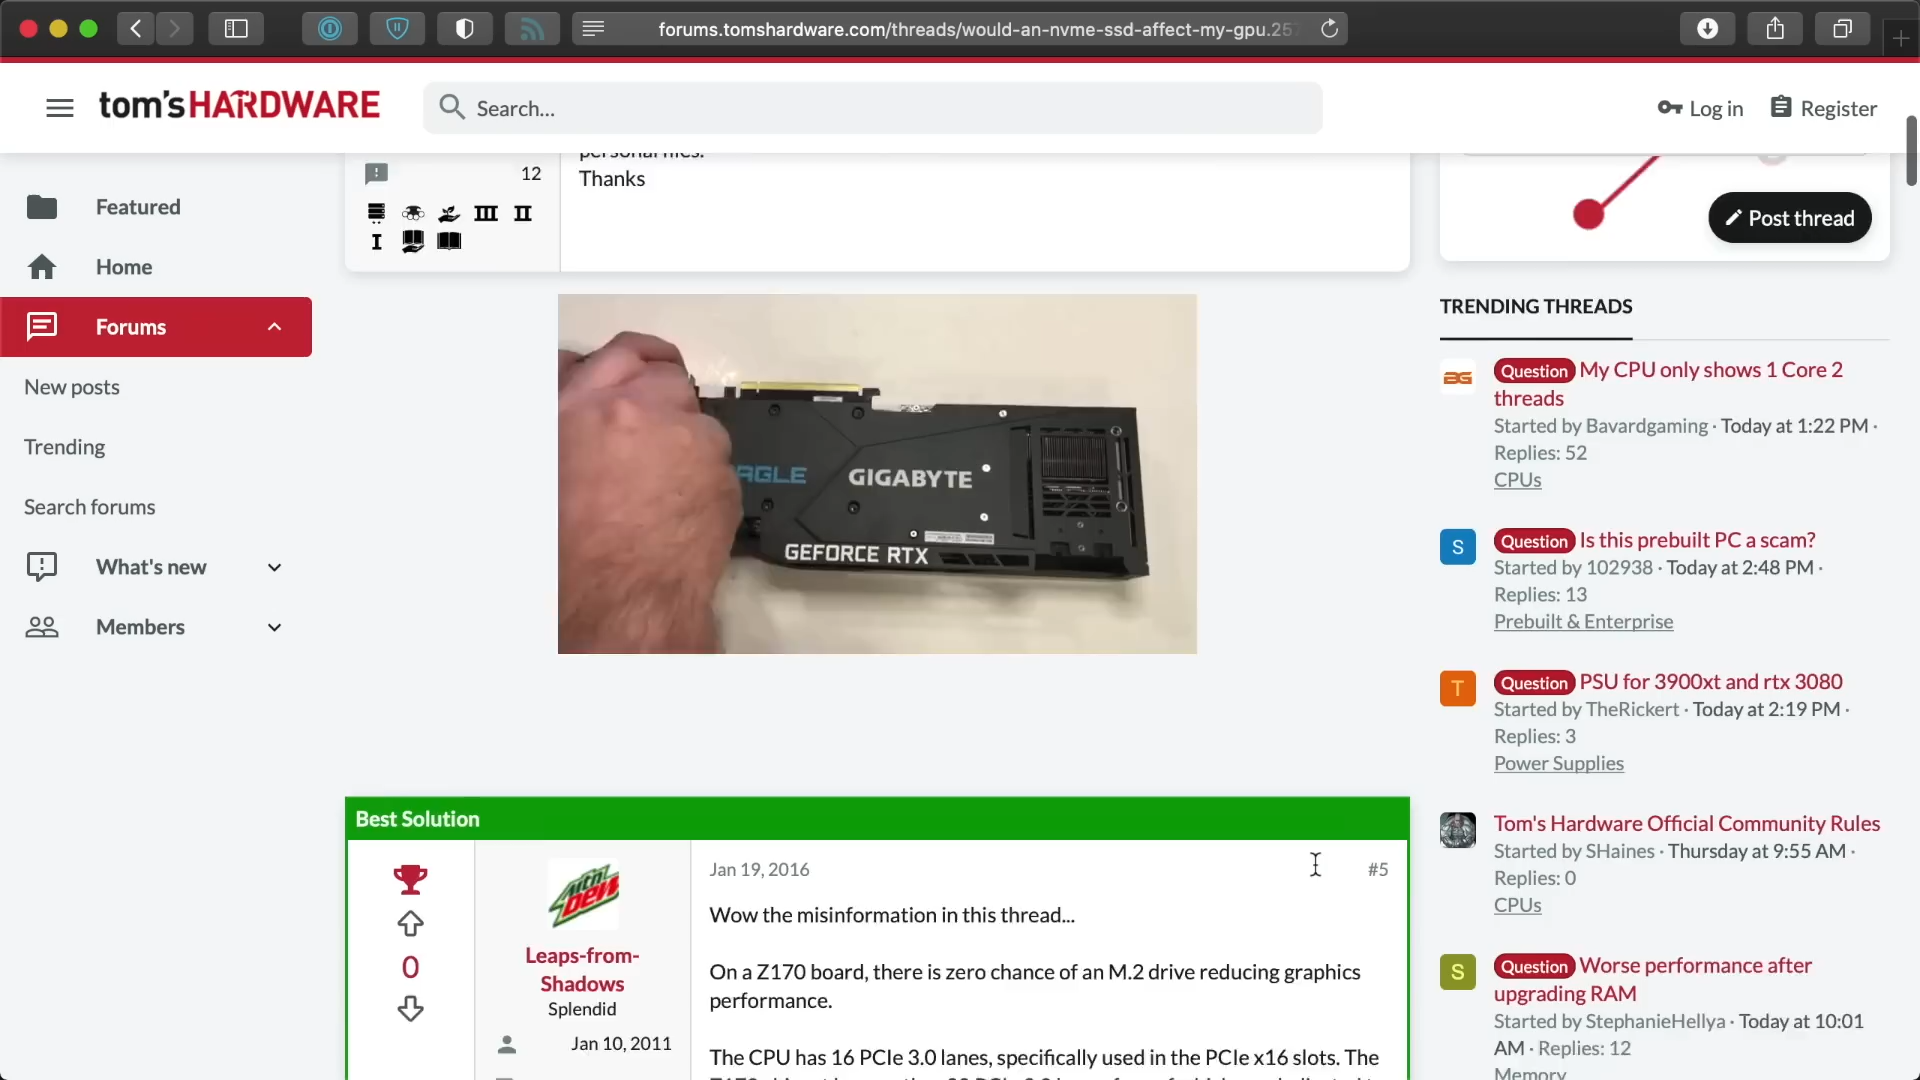 forums.tomshardware.com/threads/would-an-nvme-ssd-affect-my-gpu.257
tom's HARDWARE
Search...
Log in
Register
Featured
Home
Forums
New posts
Trending
Search forums
What's new
Members
12
personal files.
Thanks
GIGABYTE
GEFORCE RTX
Post thread
Best Solution
0
Leaps-from-
Shadows
Splendid
Jan 10, 2011
Jan 19, 2016
#5
Wow the misinformation in this thread...
On a Z170 board, there is zero chance of an M.2 drive reducing graphics
performance.
The CPU has 16 PCIe 3.0 lanes, specifically used in the PCIe x16 slots. The
TRENDING THREADS
Question My CPU only shows 1 Core 2
threads
Started by Bavardgaming · Today at 1:22 PM ·
Replies: 52
CPUs
S
Question Is this prebuilt PC a scam?
Started by 102938 · Today at 2:48 PM ·
Replies: 13
Prebuilt & Enterprise
T
Question PSU for 3900xt and rtx 3080
Started by TheRickert · Today at 2:19 PM ·
Replies: 3
Power Supplies
Tom's Hardware Official Community Rules
Started by SHaines · Thursday at 9:55 AM ·
Replies: 0
CPUs
S
Question Worse performance after
upgrading RAM
Started by StephanieHellya · Today at 10:01
AM · Replies: 12
Memory